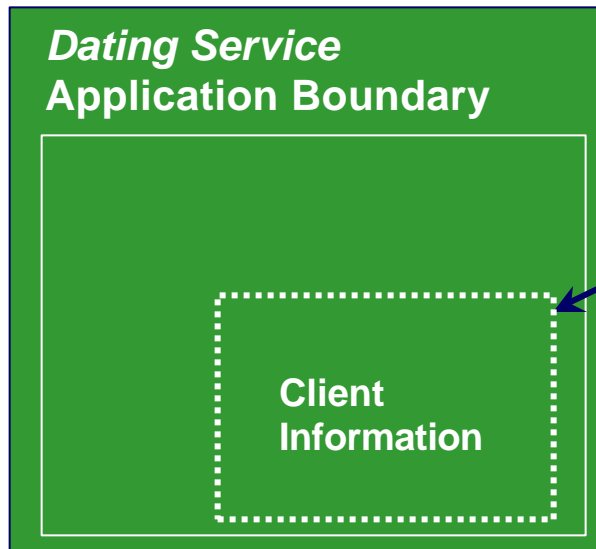 Dating Service
Application Boundary
Client
Information